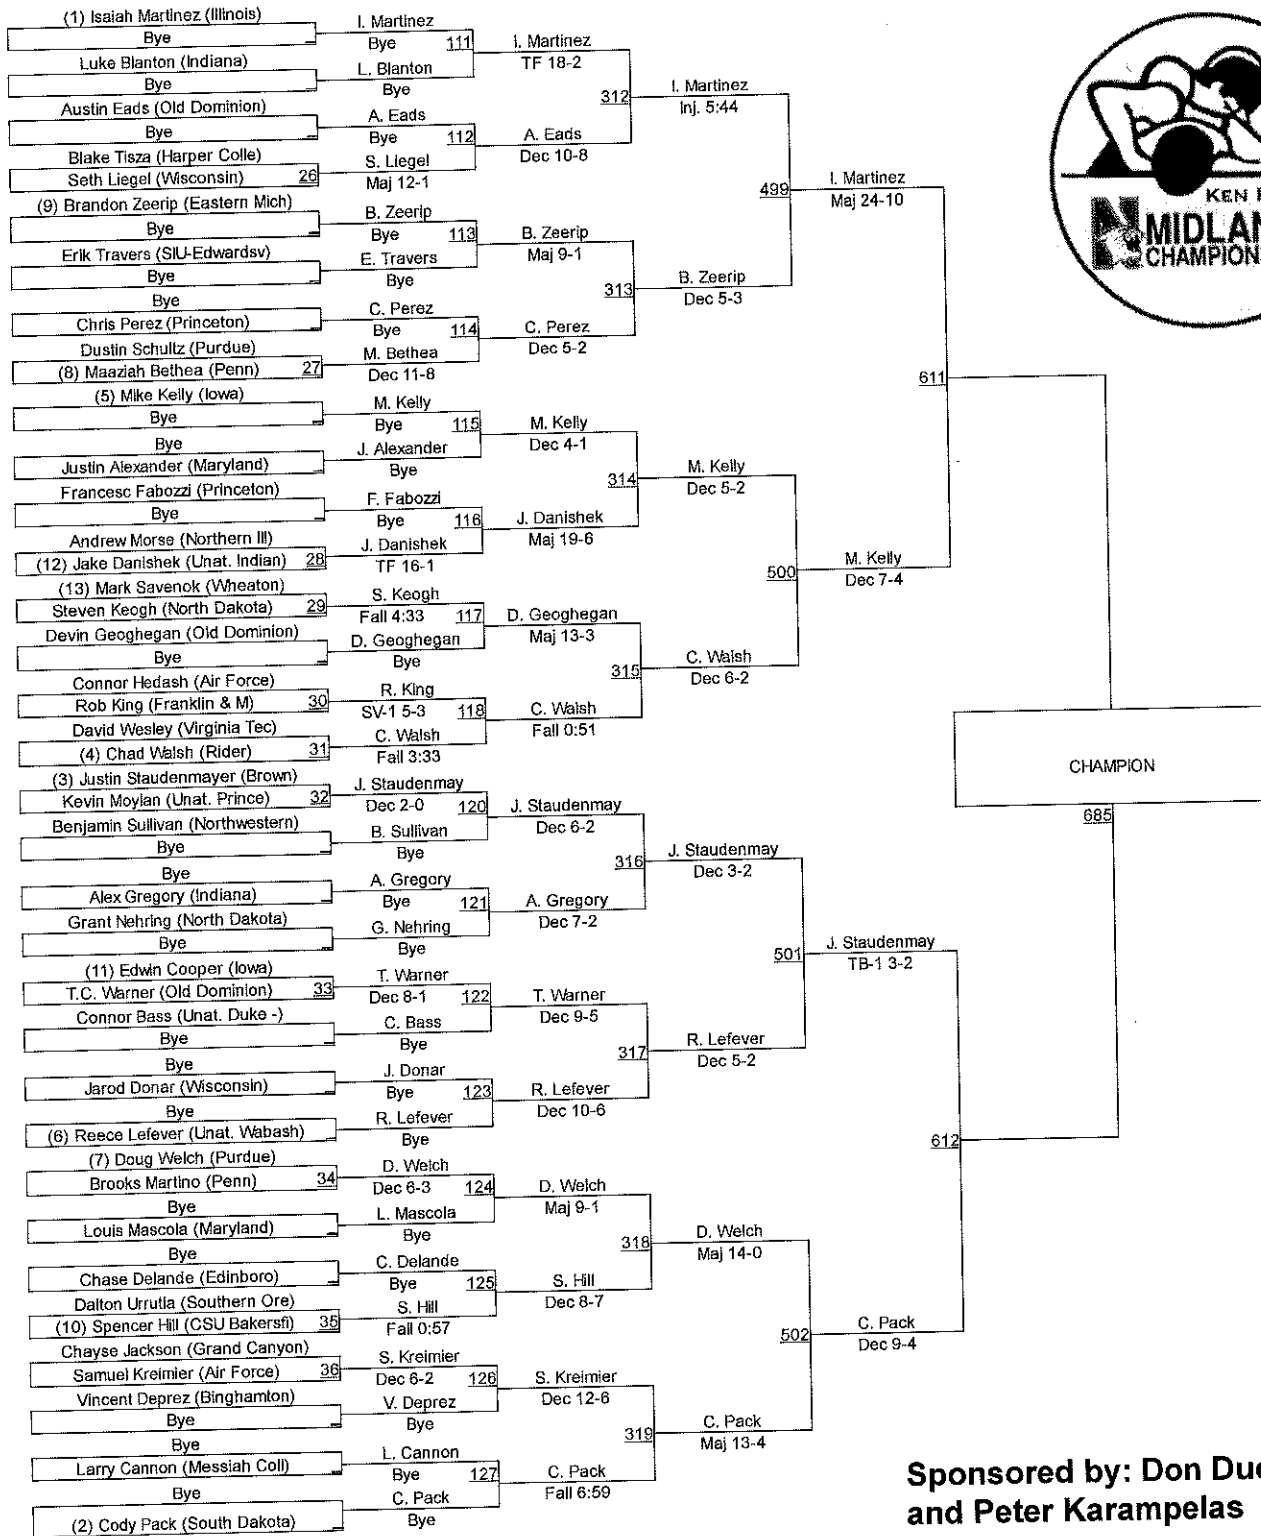 (1) Isaiah Martinez (Illinois)
Bye
Luke Blanton (Indiana)
Bye
Austin Eads (Old Dominion)
Bye
Blake Tisza (Harper Colle)
Seth Liegel (Wisconsin) 26
(9) Brandon Zeerip (Eastern Mich)
Bye
Erik Travers (SIU-Edwardsv)
Bye
Bye
Chris Perez (Princeton)
Dustin Schultz (Purdue)
(8) Maaziah Bethea (Penn) 27
(5) Mike Kelly (Iowa)
Bye
Bye
Justin Alexander (Maryland)
Francesc Fabozzi (Princeton)
Bye
Andrew Morse (Northern Ill)
(12) Jake Danishek (Unat. Indian) 28
(13) Mark Savenok (Wheaton)
Steven Keogh (North Dakota) 29
Devin Geoghegan (Old Dominion)
Bye
Connor Hedash (Air Force)
Rob King (Franklin & M) 30
David Wesley (Virginia Tec)
(4) Chad Walsh (Rider) 31
(3) Justin Staudenmayer (Brown)
Kevin Moylan (Unat. Prince) 32
Benjamin Sullivan (Northwestern)
Bye
Bye
Alex Gregory (Indiana)
Grant Nehring (North Dakota)
Bye
(11) Edwin Cooper (Iowa)
T.C. Warner (Old Dominion) 33
Connor Bass (Unat. Duke -)
Bye
Bye
Jarod Donar (Wisconsin)
Bye
(6) Reece Lefever (Unat. Wabash)
(7) Doug Welch (Purdue)
Brooks Martino (Penn) 34
Bye
Louis Mascola (Maryland)
Bye
Chase Delande (Edinboro)
Dalton Urrutia (Southern Ore)
(10) Spencer Hill (CSU Bakersfi) 35
Chayse Jackson (Grand Canyon)
Samuel Kreimier (Air Force) 36
Vincent Deprez (Binghamton)
Bye
Bye
Larry Cannon (Messiah Coll)
Bye
(2) Cody Pack (South Dakota)
I. Martinez
Bye 111
L. Blanton
Bye
A. Eads
Bye 112
S. Liegel
Maj 12-1
B. Zeerip
Bye 113
E. Travers
Bye
C. Perez
Bye 114
M. Bethea
Dec 11-8
M. Kelly
Bye 115
J. Alexander
Bye
F. Fabozzi
Bye 116
J. Danishek
TF 16-1
S. Keogh
Fall 4:33 117
D. Geoghegan
Bye
R. King
SV-1 5-3 118
C. Walsh
Fall 3:33
J. Staudenmay
Dec 2-0 120
B. Sullivan
Bye
A. Gregory
Bye 121
G. Nehring
Bye
T. Warner
Dec 8-1 122
C. Bass
Bye
J. Donar
Bye 123
R. Lefever
Bye
D. Welch
Dec 6-3 124
L. Mascola
Bye
C. Delande
Bye 125
S. Hill
Fall 0:57
S. Kreimier
Dec 6-2 126
V. Deprez
Bye
L. Cannon
Bye 127
C. Pack
Bye
I. Martinez
TF 18-2
312
A. Eads
Dec 10-8
B. Zeerip
Maj 9-1
313
C. Perez
Dec 5-2
M. Kelly
Dec 4-1
314
J. Danishek
Maj 19-6
D. Geoghegan
Maj 13-3
315
C. Walsh
Fall 0:51
J. Staudenmay
Dec 6-2
316
A. Gregory
Dec 7-2
T. Warner
Dec 9-5
317
R. Lefever
Dec 10-6
D. Welch
Maj 9-1
318
S. Hill
Dec 8-7
S. Kreimier
Dec 12-6
319
C. Pack
Fall 6:59
I. Martinez
Inj. 5:44
499
B. Zeerip
Dec 5-3
M. Kelly
Dec 5-2
500
C. Walsh
Dec 6-2
J. Staudenmay
Dec 3-2
501
R. Lefever
Dec 5-2
D. Welch
Maj 14-0
502
C. Pack
Maj 13-4
I. Martinez
Maj 24-10
611
M. Kelly
Dec 7-4
J. Staudenmay
TB-1 3-2
612
C. Pack
Dec 9-4
CHAMPION
685
KEN
N MIDLAN
CHAMPION
Sponsored by: Don Due
and Peter Karampelas